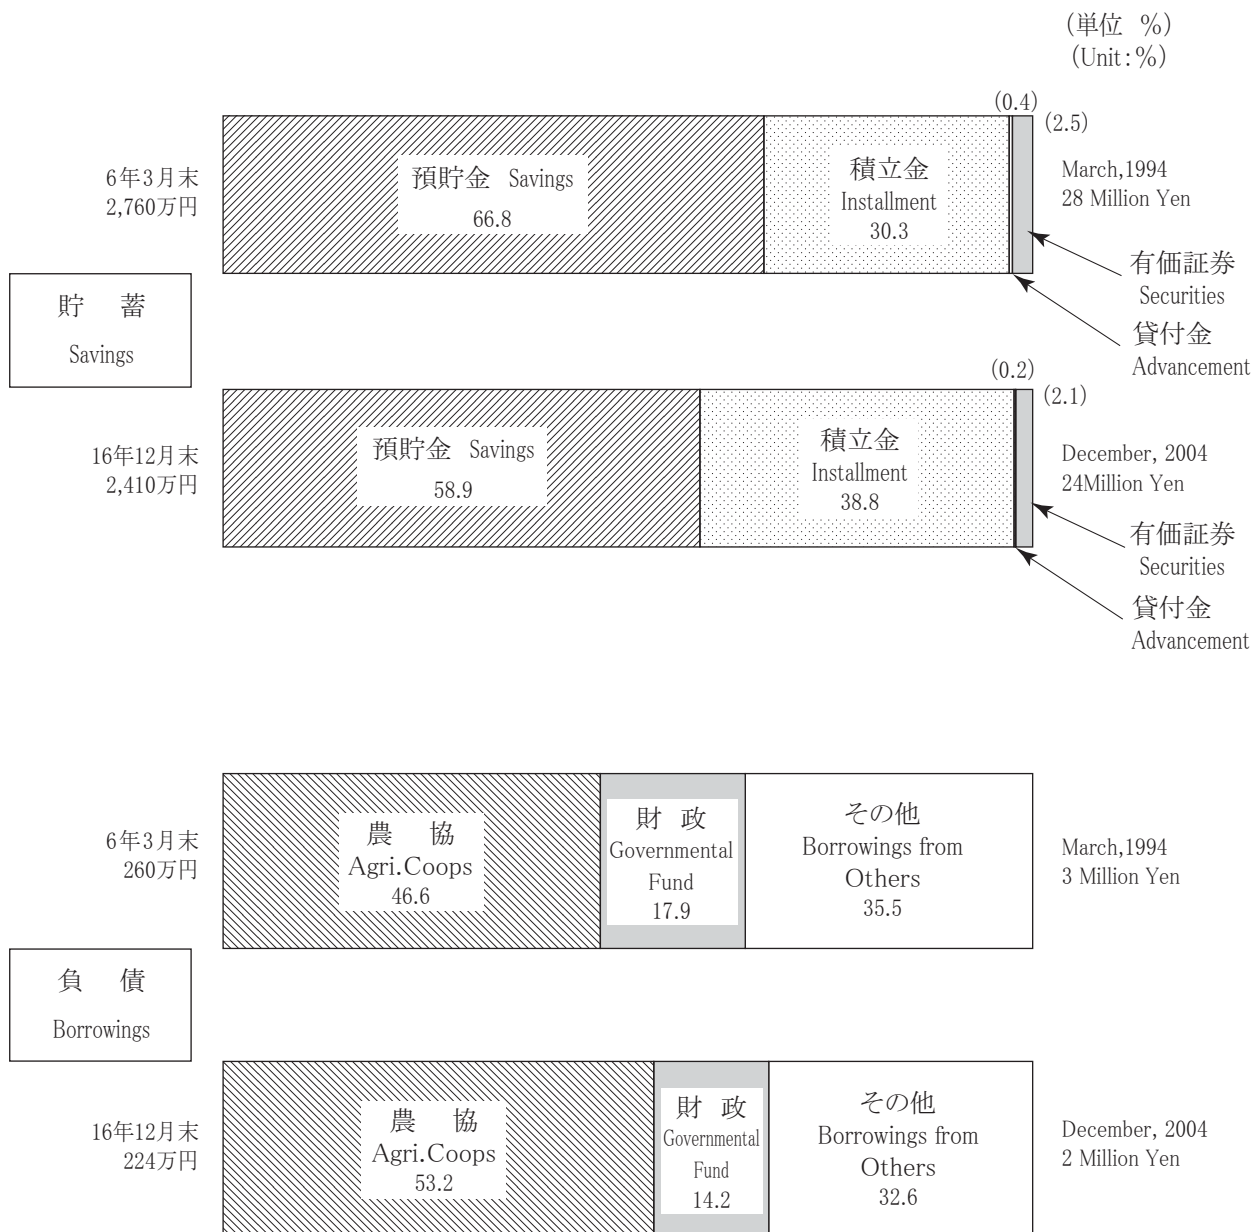 (単位 %)
(Unit:%)
(0.4)
(2.5)
6年3月末
2,760万円
預貯金 Savings
66.8
積立金
Installment
30.3
March,1994
28 Million Yen
有価証券
Securities
貸付金
Advancement
貯 蓄
Savings
(0.2)
(2.1)
16年12月末
2,410万円
預貯金 Savings
58.9
積立金
Installment
38.8
December, 2004
24Million Yen
有価証券
Securities
貸付金
Advancement
6年3月末
260万円
農 協
Agri.Coops
46.6
財 政
Governmental
Fund
17.9
その他
Borrowings from
Others
35.5
March,1994
3 Million Yen
負 債
Borrowings
16年12月末
224万円
農 協
Agri.Coops
53.2
財 政
Governmental
Fund
14.2
その他
Borrowings from
Others
32.6
December, 2004
2 Million Yen